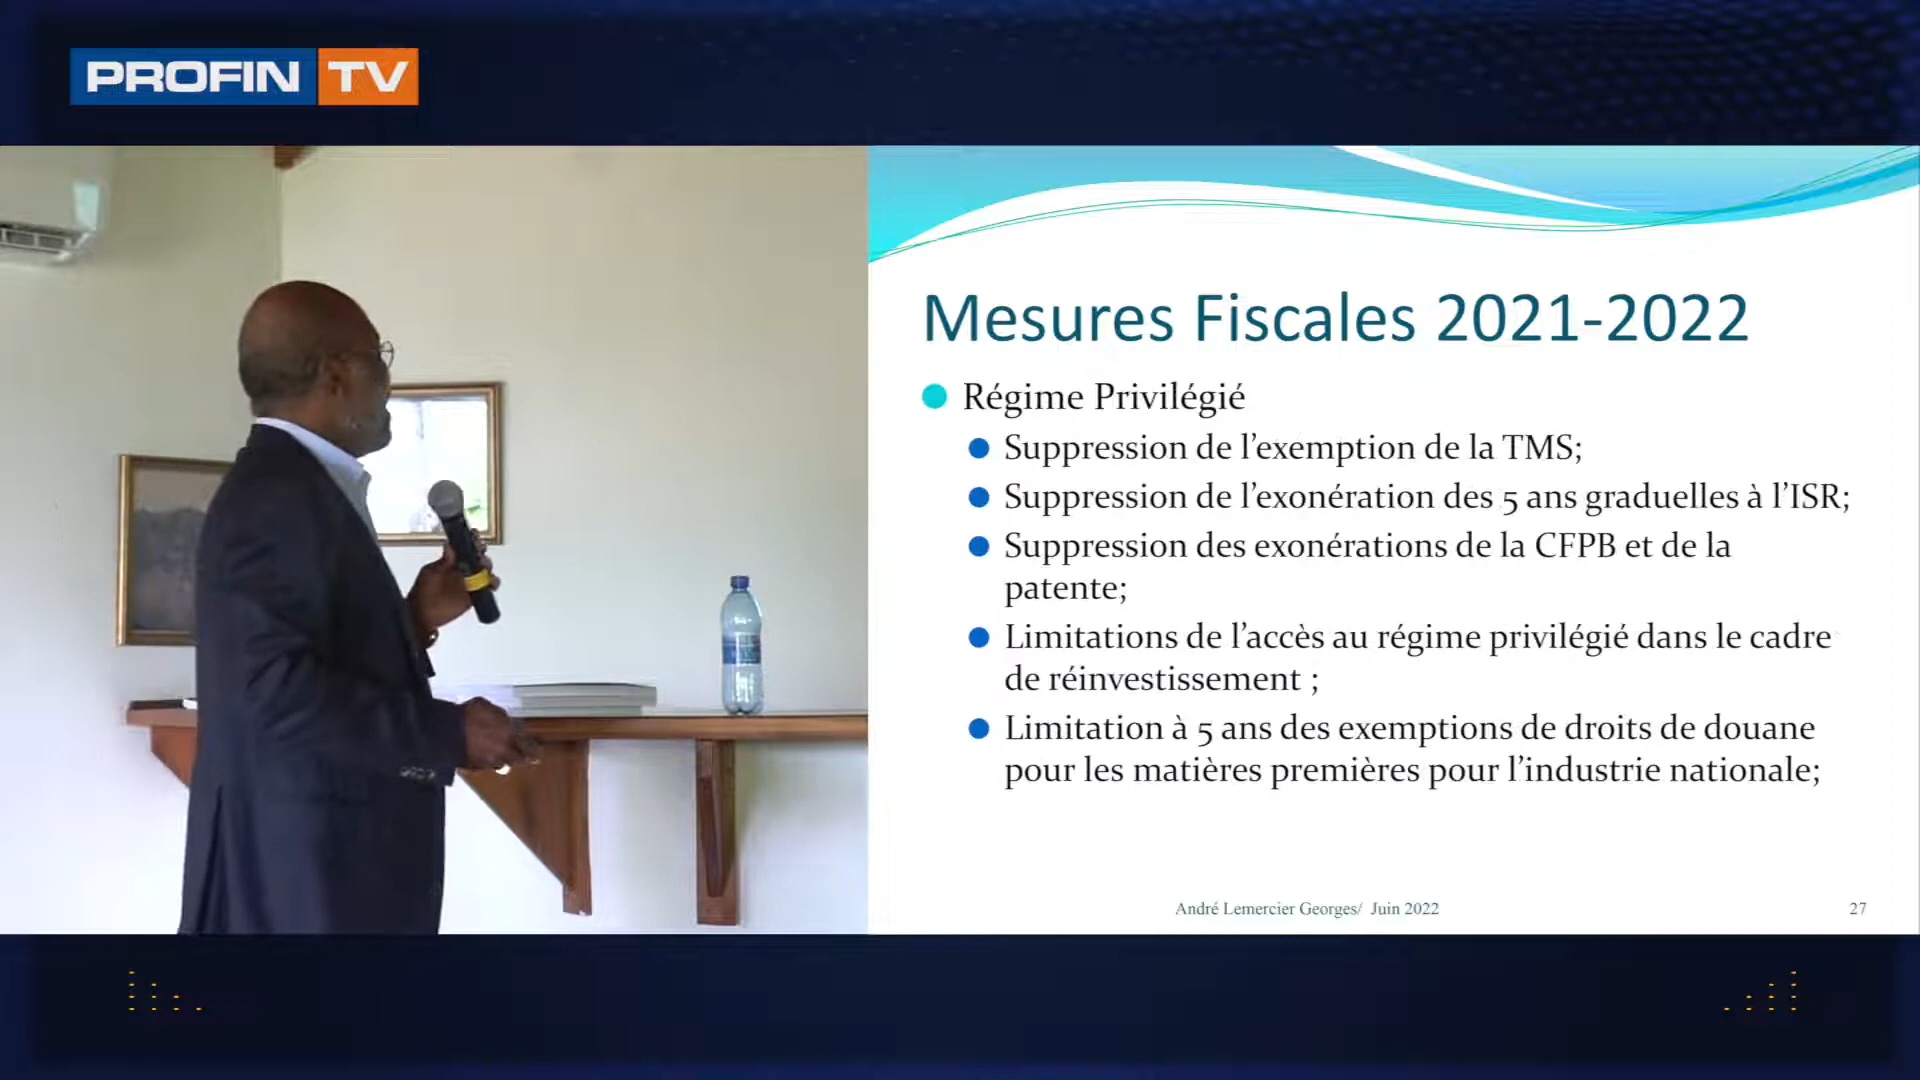 PROFIN TV
Mesures Fiscales 2021-2022
Régime Privilégié
Suppression de l’exemption de la TMS;
Suppression de l’exonération des 5 ans graduelles à l’ISR;
Suppression des exonérations de la CFPB et de la
patente;
Limitations de l’accès au régime privilégié dans le cadre
de réinvestissement ;
Limitation à 5 ans des exemptions de droits de douane
pour les matières premières pour l’industrie nationale;
André Lemercier Georges/ Juin 2022
27